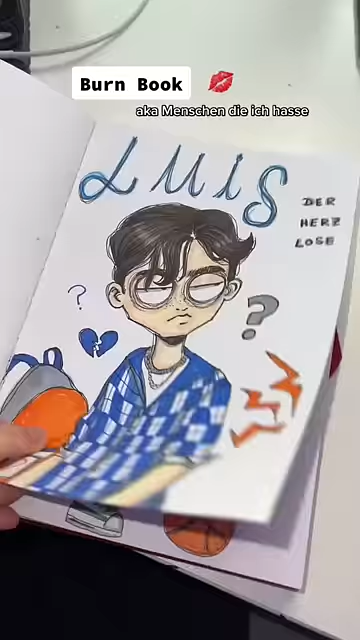 Burn Book 💋
aka Menschen die ich hasse
LUIS
DER
HERZ
LOSE
?
?